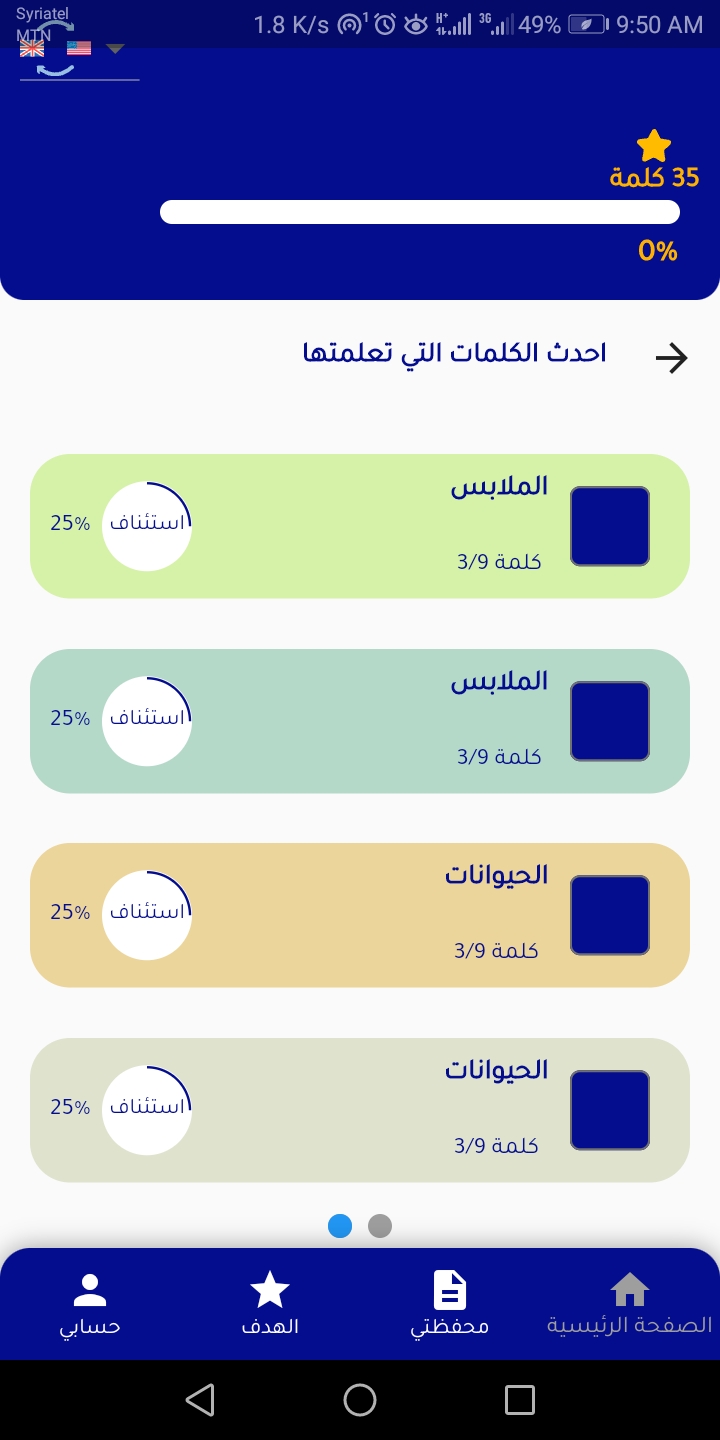 Syriatel
MTN
1.8 K/s
1
H+
3G
49%
9:50 AM
35 كلمة
0%
احدث الكلمات التي تعلمتها
الملابس
كلمة 3/9
استئناف
25%
الملابس
كلمة 3/9
استئناف
25%
الحيوانات
كلمة 3/9
استئناف
25%
الحيوانات
كلمة 3/9
استئناف
25%
الصفحة الرئيسية
محفظتي
الهدف
حسابي